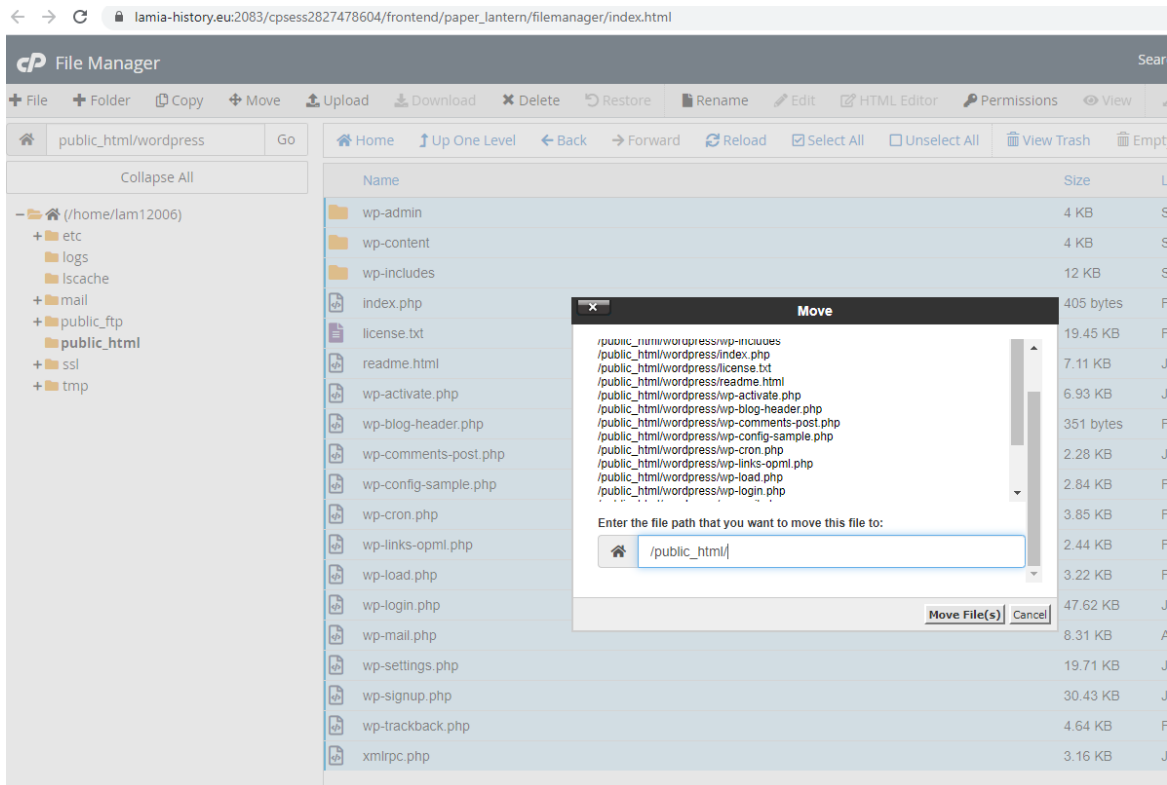 lamia-history.eu:2083/cpsess2827478604/frontend/paper_lantern/filemanager/index.html
cP File Manager
File Folder Copy Move Upload Download Delete Restore Rename Edit HTML Editor Permissions View
public_html/wordpress Go Home Up One Level Back Forward Reload Select All Unselect All View Trash
Collapse All
(/home/lam12006)
etc
logs
lscache
mail
public_ftp
public_html
ssl
tmp
Name Size
wp-admin 4 KB
wp-content 4 KB
wp-includes 12 KB
index.php 405 bytes
license.txt 19.45 KB
readme.html 7.11 KB
wp-activate.php 6.93 KB
wp-blog-header.php 351 bytes
wp-comments-post.php 2.28 KB
wp-config-sample.php 2.84 KB
wp-cron.php 3.85 KB
wp-links-opml.php 2.44 KB
wp-load.php 3.22 KB
wp-login.php 47.62 KB
wp-mail.php 8.31 KB
wp-settings.php 19.71 KB
wp-signup.php 30.43 KB
wp-trackback.php 4.64 KB
xmlrpc.php 3.16 KB
Move
/public_html/wordpress/wp-includes
/public_html/wordpress/index.php
/public_html/wordpress/license.txt
/public_html/wordpress/readme.html
/public_html/wordpress/wp-activate.php
/public_html/wordpress/wp-blog-header.php
/public_html/wordpress/wp-comments-post.php
/public_html/wordpress/wp-config-sample.php
/public_html/wordpress/wp-cron.php
/public_html/wordpress/wp-links-opml.php
/public_html/wordpress/wp-load.php
/public_html/wordpress/wp-login.php
Enter the file path that you want to move this file to:
/public_html/
Move File(s) Cancel